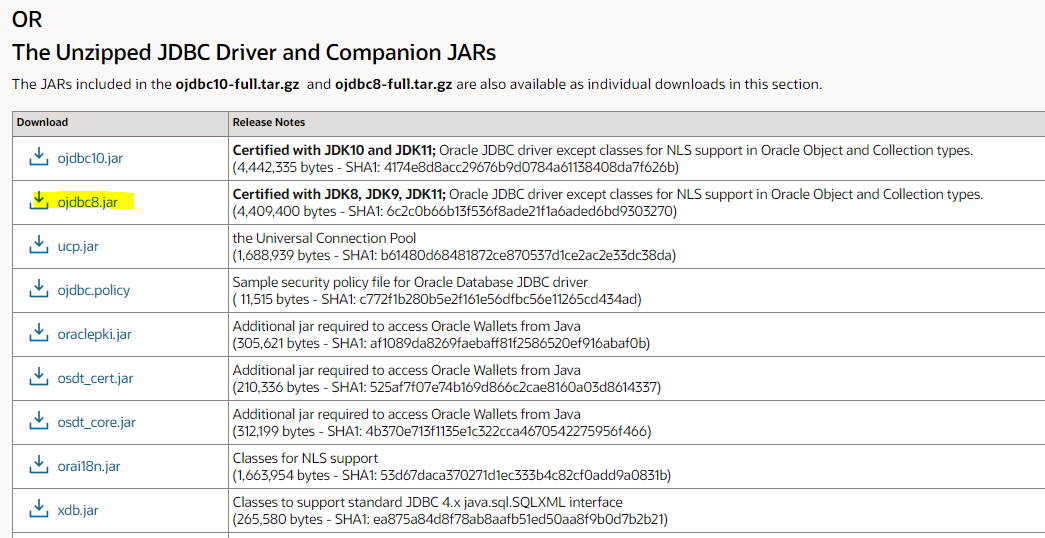 OR
The Unzipped JDBC Driver and Companion JARs
The JARs included in the ojdbc10-full.tar.gz and ojdbc8-full.tar.gz are also available as individual downloads in this section.
Download Release Notes
ojdbc10.jar Certified with JDK10 and JDK11; Oracle JDBC driver except classes for NLS support in Oracle Object and Collection types.
(4,442,335 bytes - SHA1: 4174e8d8acc29676b9d0784a61138408da7f626b)
ojdbc8.jar Certified with JDK8, JDK9, JDK11; Oracle JDBC driver except classes for NLS support in Oracle Object and Collection types.
(4,409,400 bytes - SHA1: 6c2c0b66b13f536f8ade21f1a6aded6bd9303270)
ucp.jar the Universal Connection Pool
(1,688,939 bytes - SHA1: b61480d68481872ce870537d1ce2ac2e33dc38da)
ojdbc.policy Sample security policy file for Oracle Database JDBC driver
( 11,515 bytes - SHA1: c772f1b280b5e2f161e56dfbc56e11265cd434ad)
oraclepki.jar Additional jar required to access Oracle Wallets from Java
(305,621 bytes - SHA1: af1089da8269faebaff81f2586520ef916abaf0b)
osdt_cert.jar Additional jar required to access Oracle Wallets from Java
(210,336 bytes - SHA1: 525af7f07e74b169d866c2cae8160a03d8614337)
osdt_core.jar Additional jar required to access Oracle Wallets from Java
(312,199 bytes - SHA1: 4b370e713f1135e1c322cca4670542275956f466)
orai18n.jar Classes for NLS support
(1,663,954 bytes - SHA1: 53d67daca370271d1ec333b4c82cf0add9a0831b)
xdb.jar Classes to support standard JDBC 4.x java.sql.SQLXML interface
(265,580 bytes - SHA1: ea875a84d8f78ab8aafb51ed50aa8f9b0d7b2b21)